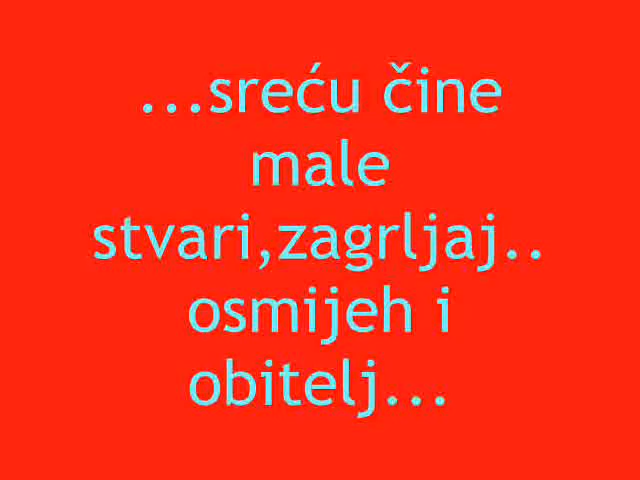 ...sreću čine
male
stvari,zagrljaj..
osmijeh i
obitelj...